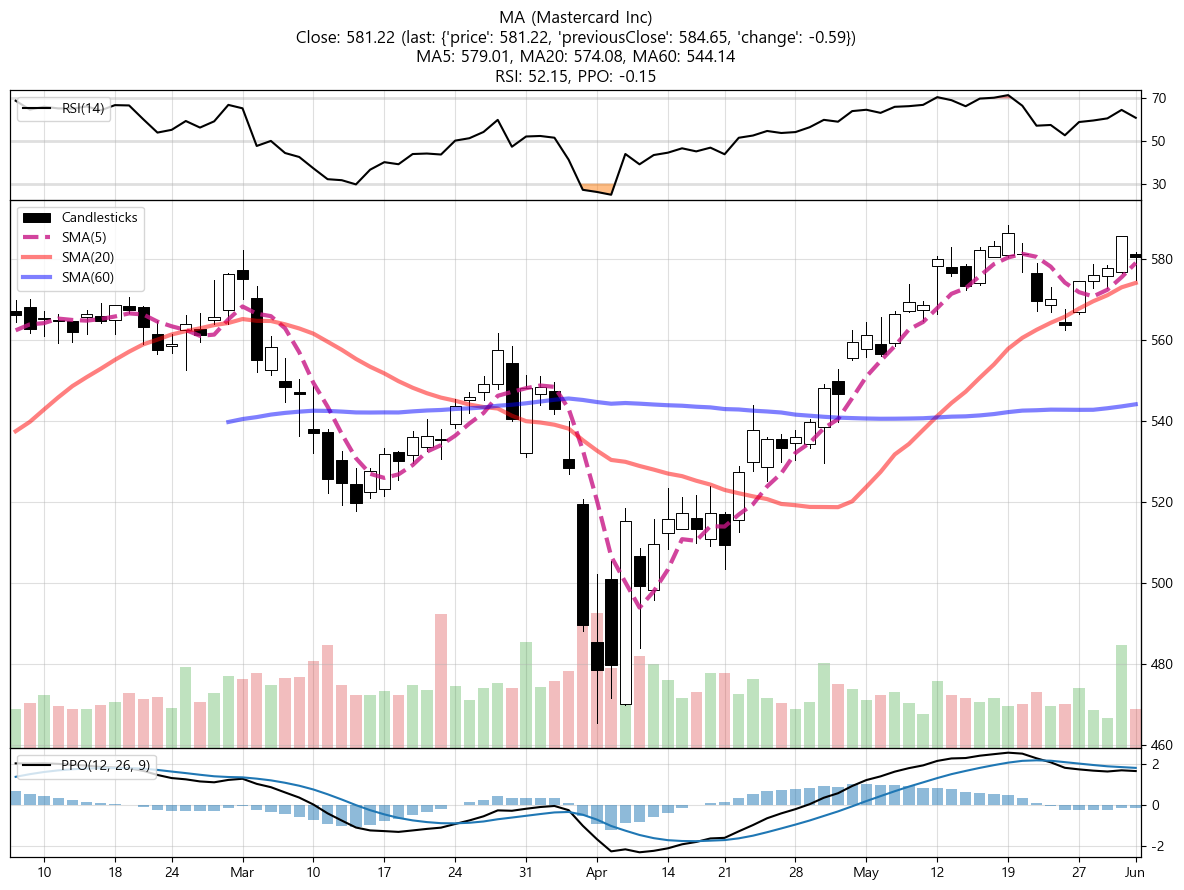 MA (Mastercard Inc)
Close: 581.22 (last: {'price': 581.22, 'previousClose': 584.65, 'change': -0.59})
MA5: 579.01, MA20: 574.08, MA60: 544.14
RSI: 52.15, PPO: -0.15
RSI(14)
70
50
30
Candlesticks
SMA(5)
SMA(20)
SMA(60)
580
560
540
520
500
480
460
PPO(12, 26, 9)
2
0
-2
10 18 24 Mar 10 17 24 31 Apr 14 21 28 May 12 19 27 Jun